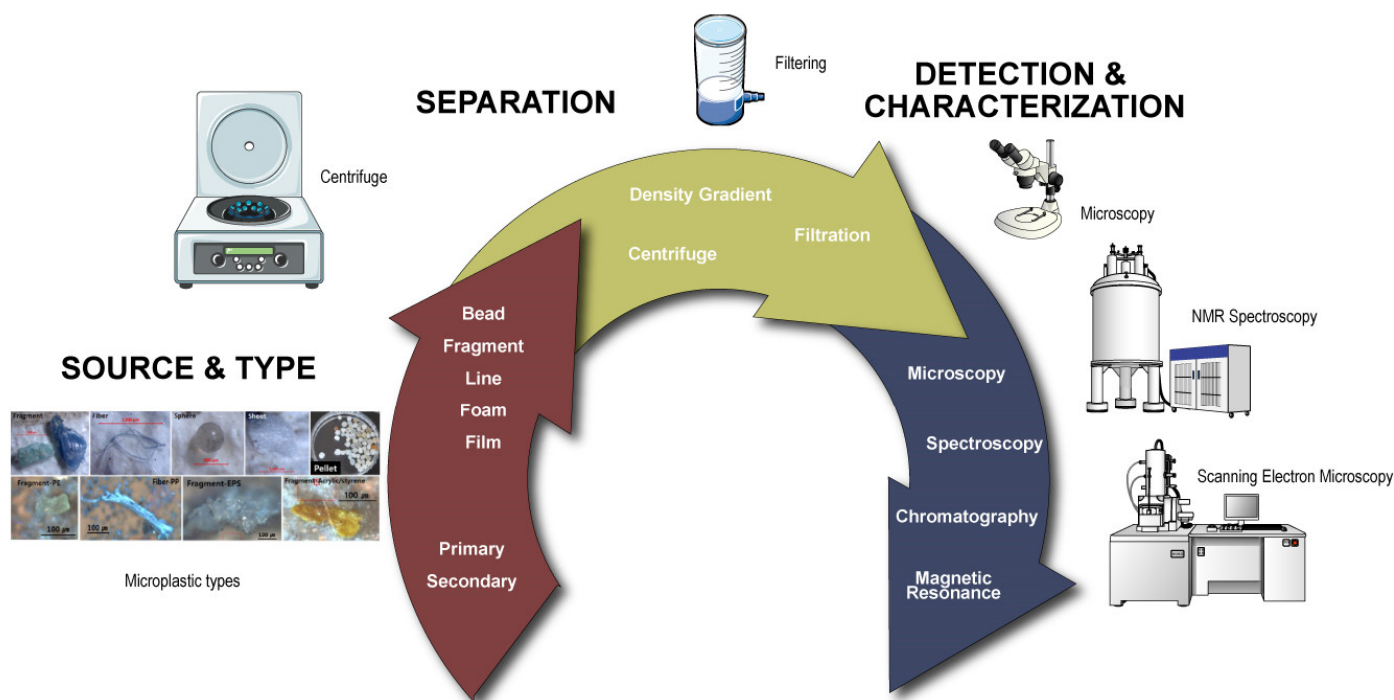 SEPARATION
Filtering
DETECTION &
CHARACTERIZATION
Centrifuge
Density Gradient
Centrifuge
Filtration
Microscopy
NMR Spectroscopy
SOURCE & TYPE
Bead
Fragment
Line
Foam
Film
Primary
Secondary
Microscopy
Spectroscopy
Chromatography
Magnetic
Resonance
Scanning Electron Microscopy
Fragment
Fiber
Sphere
Sheet
Pellet
Fragment-PE
100 μm
Fiber-PP
100 μm
Fragment-EPS
100 μm
Fragment-Acrylic/styrene
100 μm
Microplastic types